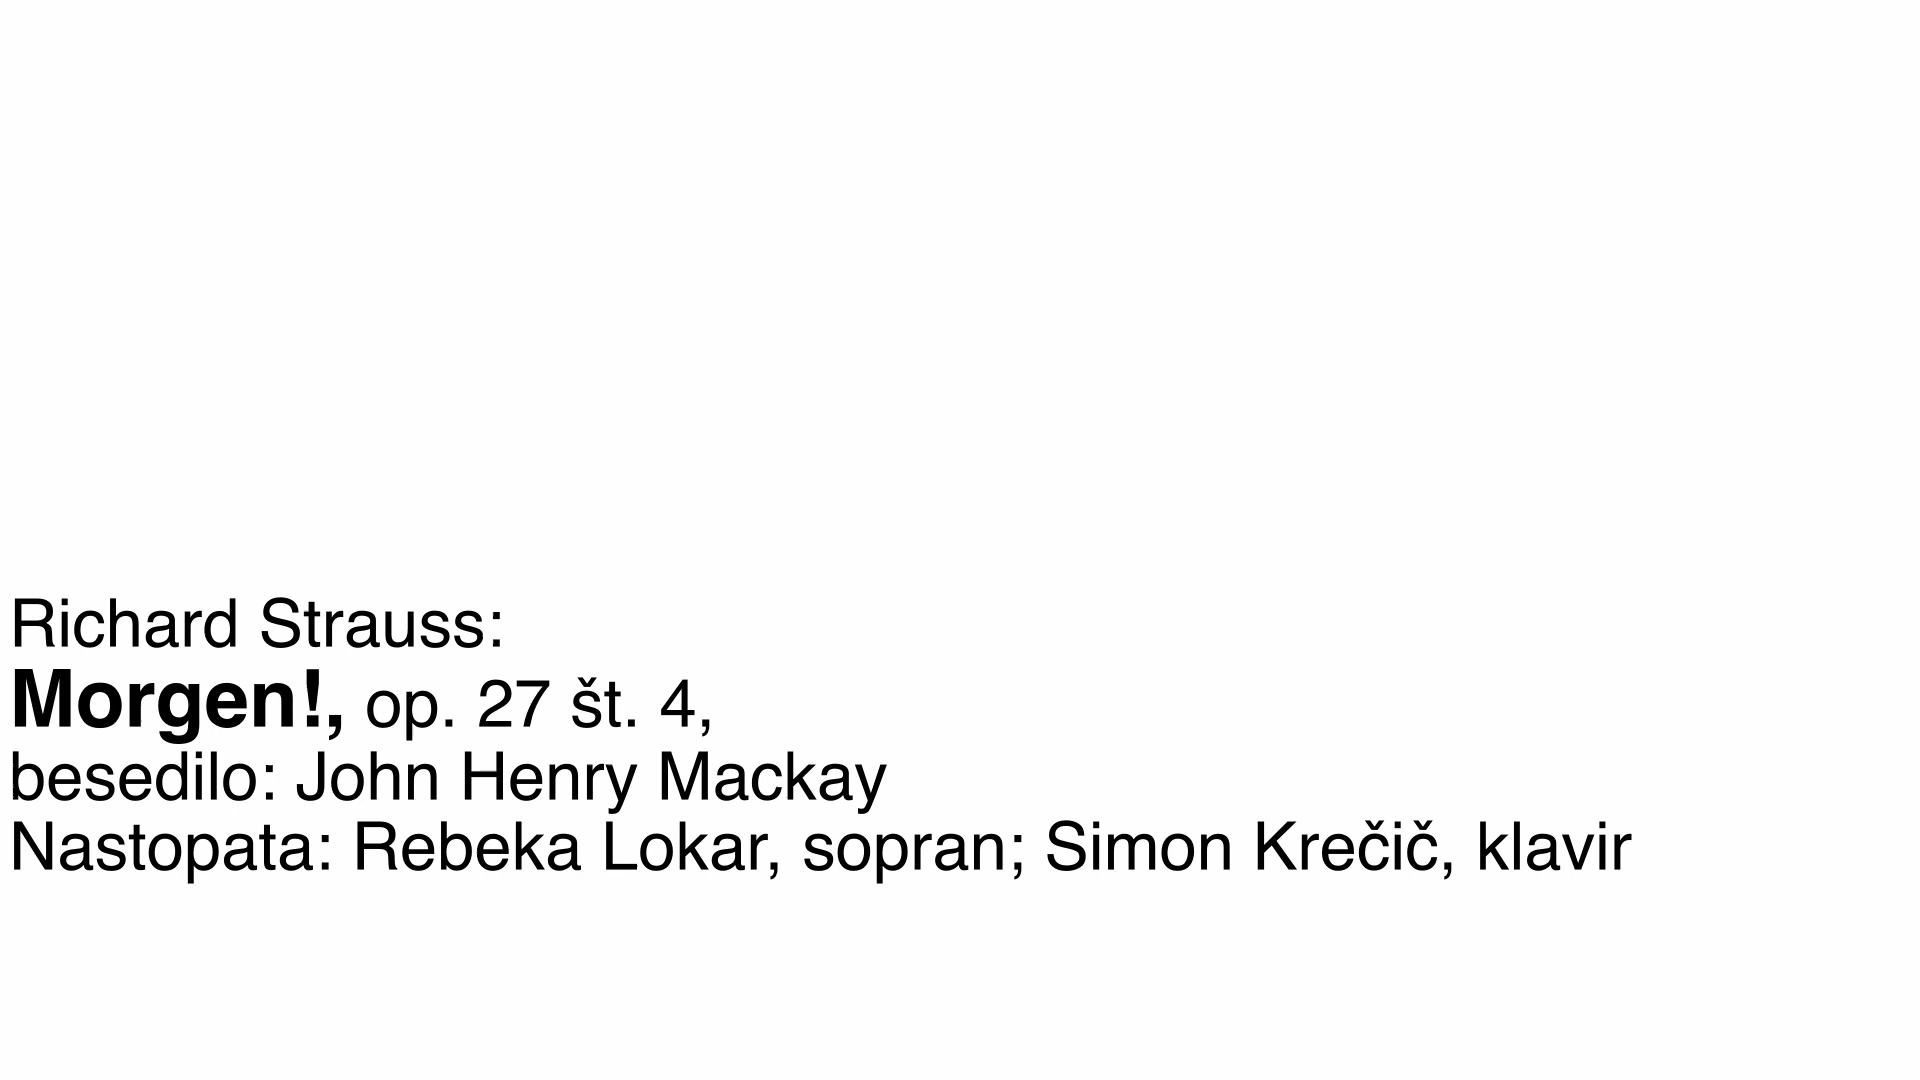 Richard Strauss:
Morgen!, op. 27 št. 4,
besedilo: John Henry Mackay
Nastopata: Rebeka Lokar, sopran; Simon Krečič, klavir